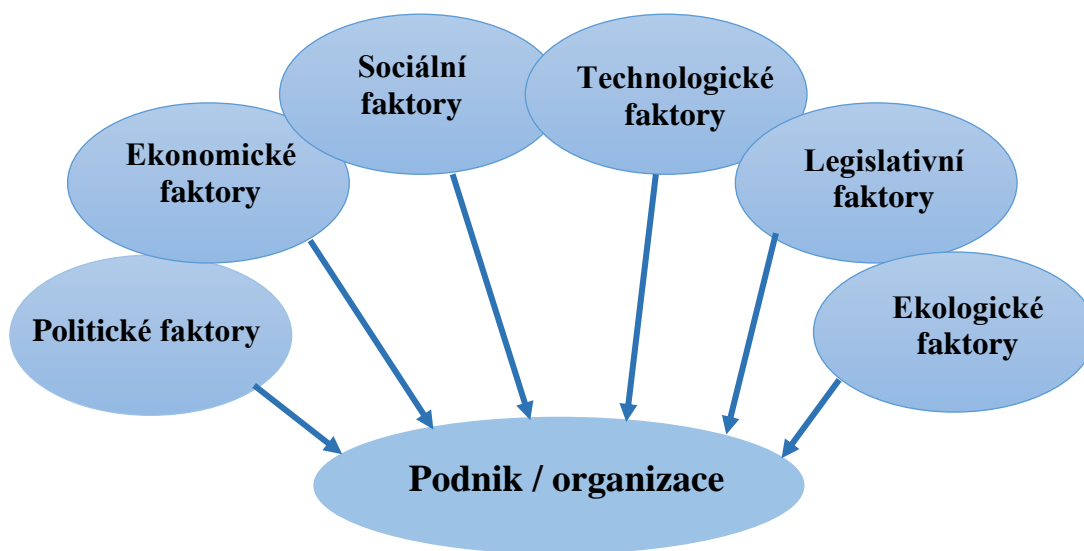 Sociální
faktory
Technologické
faktory
Ekonomické
faktory
Legislativní
faktory
Politické faktory
Ekologické
faktory
Podnik / organizace